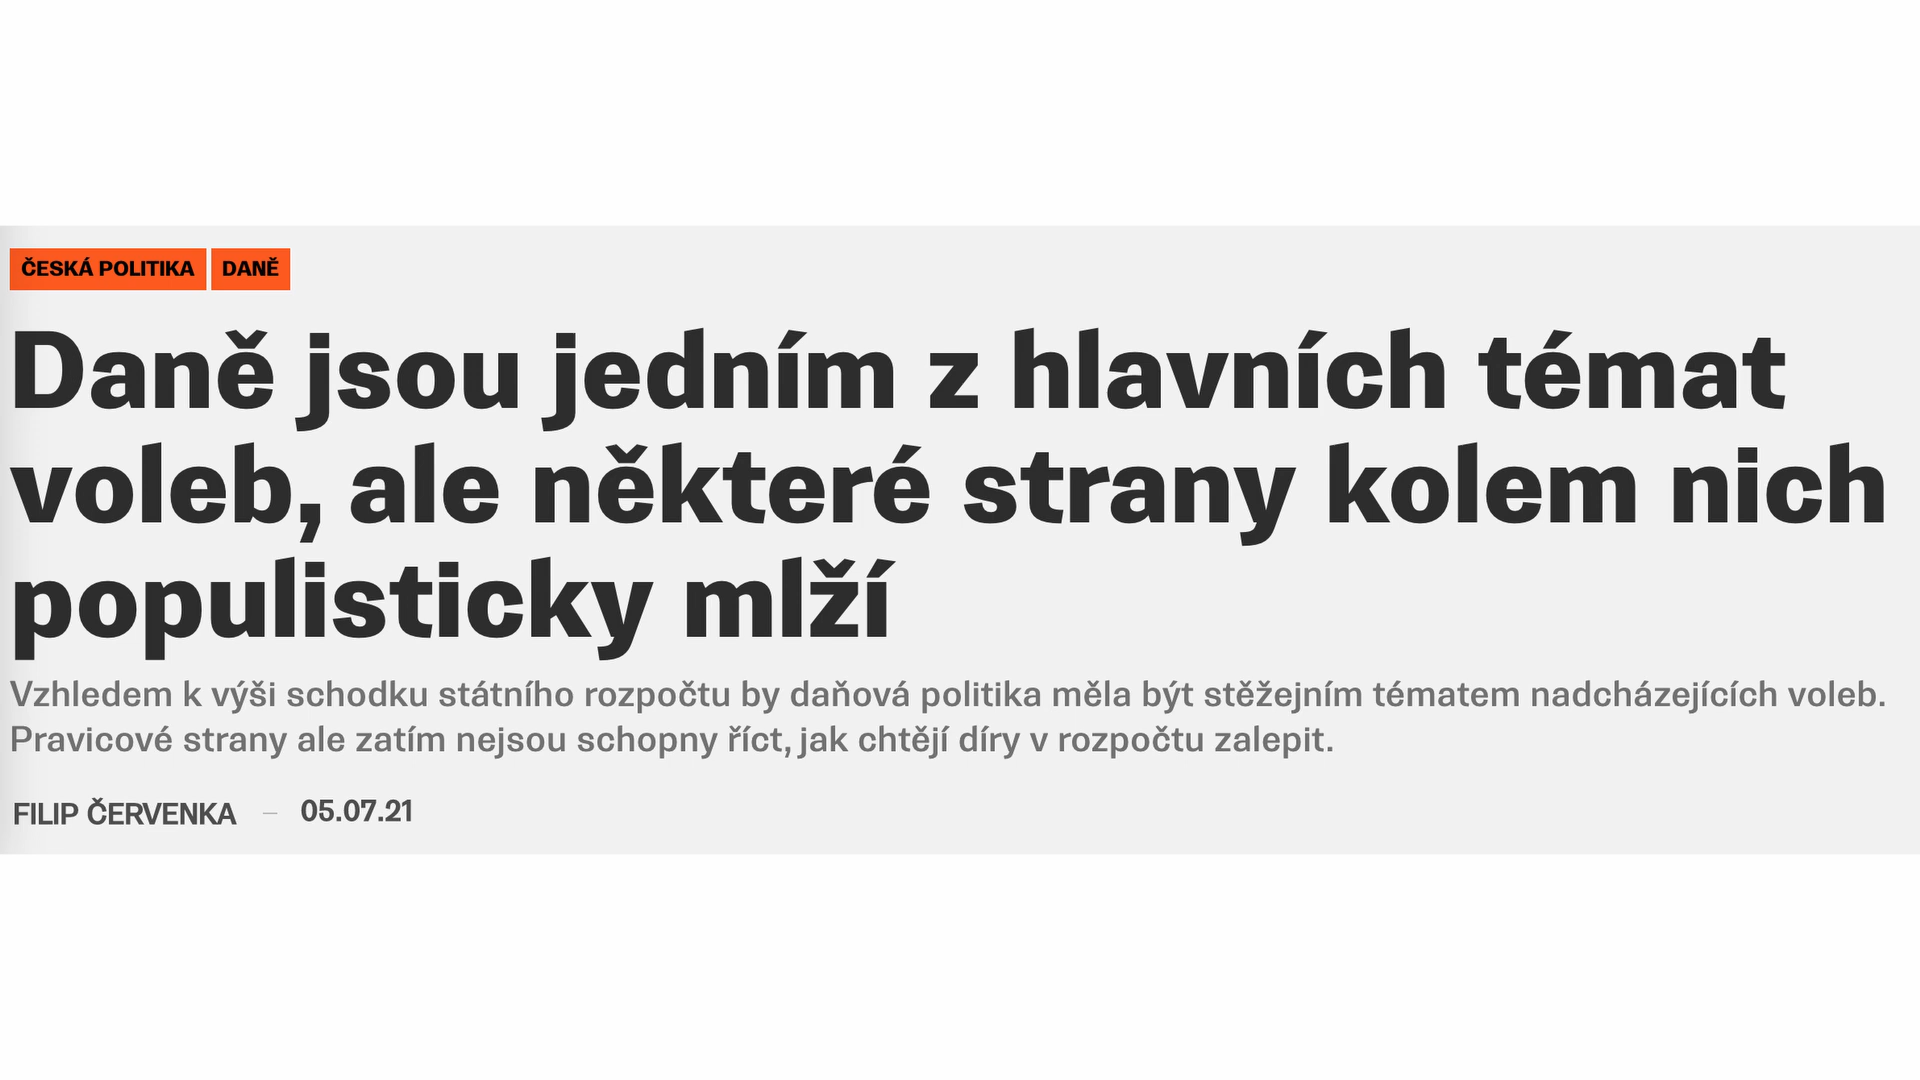 ČESKÁ POLITIKA DANĚ
Daně jsou jedním z hlavních témat
voleb, ale některé strany kolem nich
populisticky mlží
Vzhledem k výši schodku státního rozpočtu by daňová politika měla být stěžejním tématem nadcházejících voleb.
Pravicové strany ale zatím nejsou schopny říct, jak chtějí díry v rozpočtu zalepit.
FILIP ČERVENKA – 05.07.21